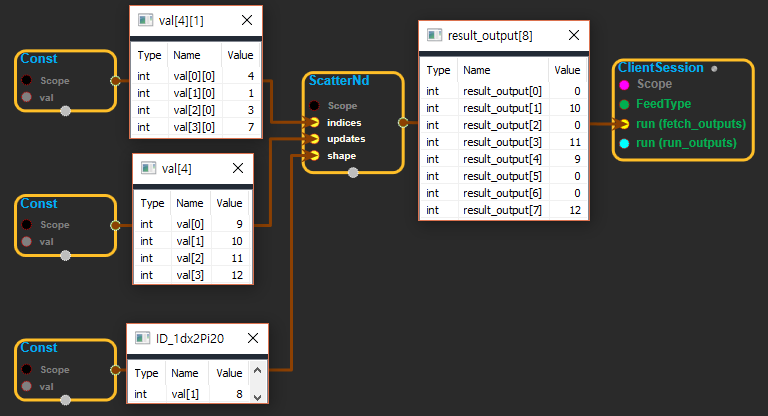 Const
Scope
val
val[4][1]
Type Name Value
int val[0][0] 4
int val[1][0] 1
int val[2][0] 3
int val[3][0] 7
ScatterNd
Scope
indices
updates
shape
result_output[8]
Type Name Value
int result_output[0] 0
int result_output[1] 10
int result_output[2] 0
int result_output[3] 11
int result_output[4] 9
int result_output[5] 0
int result_output[6] 0
int result_output[7] 12
ClientSession
Scope
FeedType
run (fetch_outputs)
run (run_outputs)
Const
Scope
val
val[4]
Type Name Value
int val[0] 9
int val[1] 10
int val[2] 11
int val[3] 12
Const
Scope
val
ID_1dx2Pi20
Type Name Value
int val[1] 8